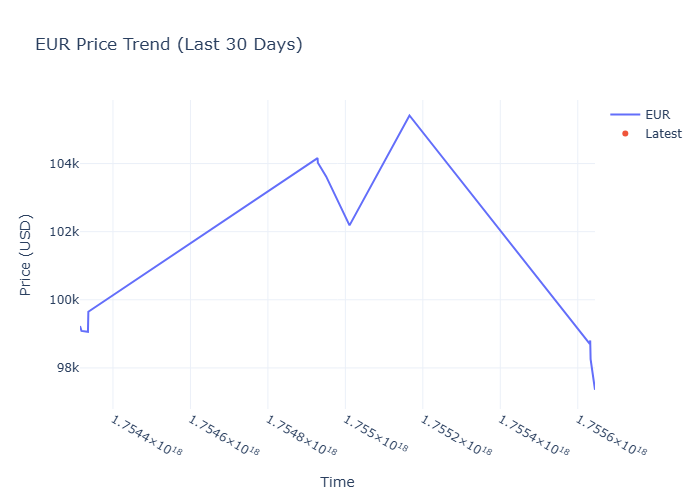 EUR Price Trend (Last 30 Days)
EUR
Latest
104k
102k
100k
98k
Price (USD)
1.7544×10¹⁸
1.7546×10¹⁸
1.7548×10¹⁸
1.755×10¹⁸
1.7552×10¹⁸
1.7554×10¹⁸
1.7556×10¹⁸
Time